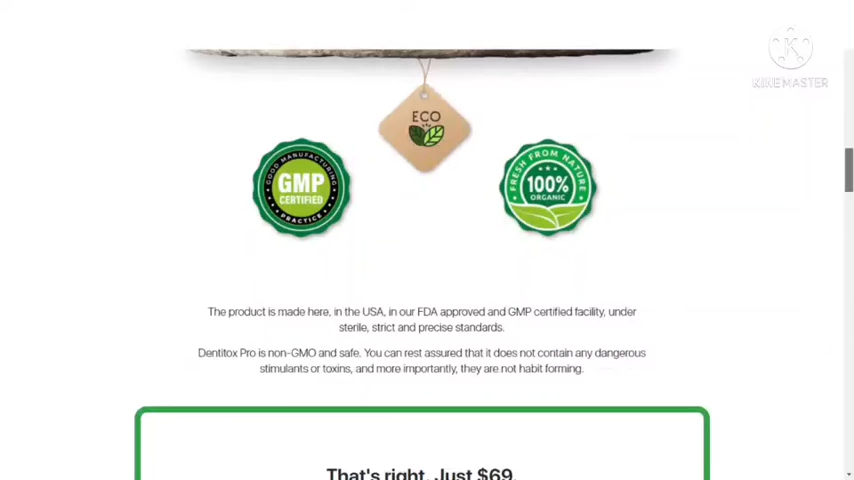 KINEMASTER
ECO
GOOD MANUFACTURING
GMP
CERTIFIED
PRACTICE
FRESH FROM NATURE
100%
ORGANIC
The product is made here, in the USA, in our FDA approved and GMP certified facility, under
sterile, strict and precise standards.
Dentitox Pro is non-GMO and safe. You can rest assured that it does not contain any dangerous
stimulants or toxins, and more importantly, they are not habit forming.
That's right. Just $69.